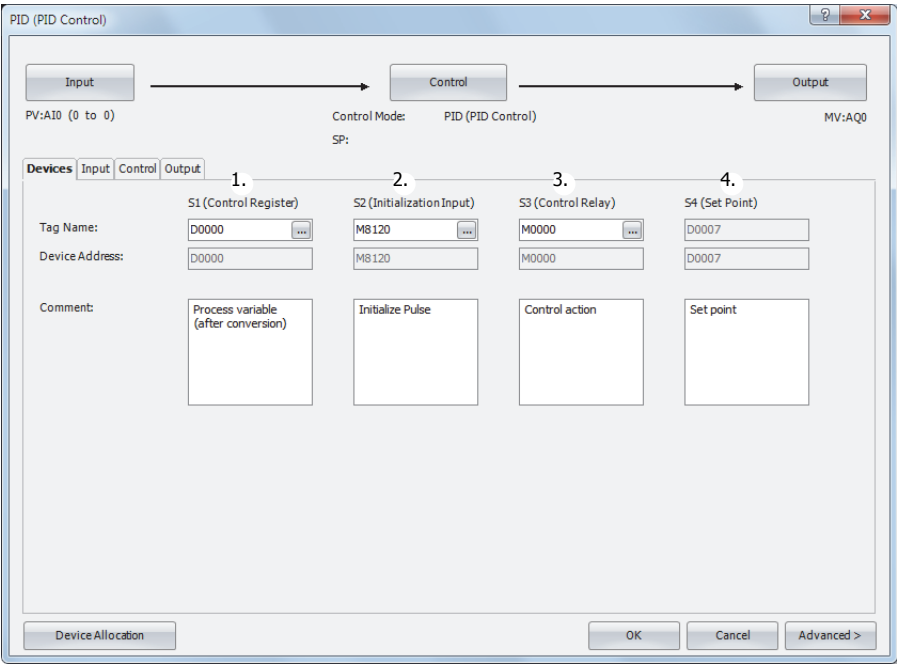 PID (PID Control)
Input Control Output
PV:AI0 (0 to 0) Control Mode: PID (PID Control) MV:AQ0
SP:
Devices Input Control Output
1. 2. 3. 4.
S1 (Control Register) S2 (Initialization Input) S3 (Control Relay) S4 (Set Point)
Tag Name: D0000 ... M8120 ... M0000 ... D0007
Device Address: D0000 M8120 M0000 D0007
Comment: Process variable Initialize Pulse Control action Set point
(after conversion)
Device Allocation OK Cancel Advanced >